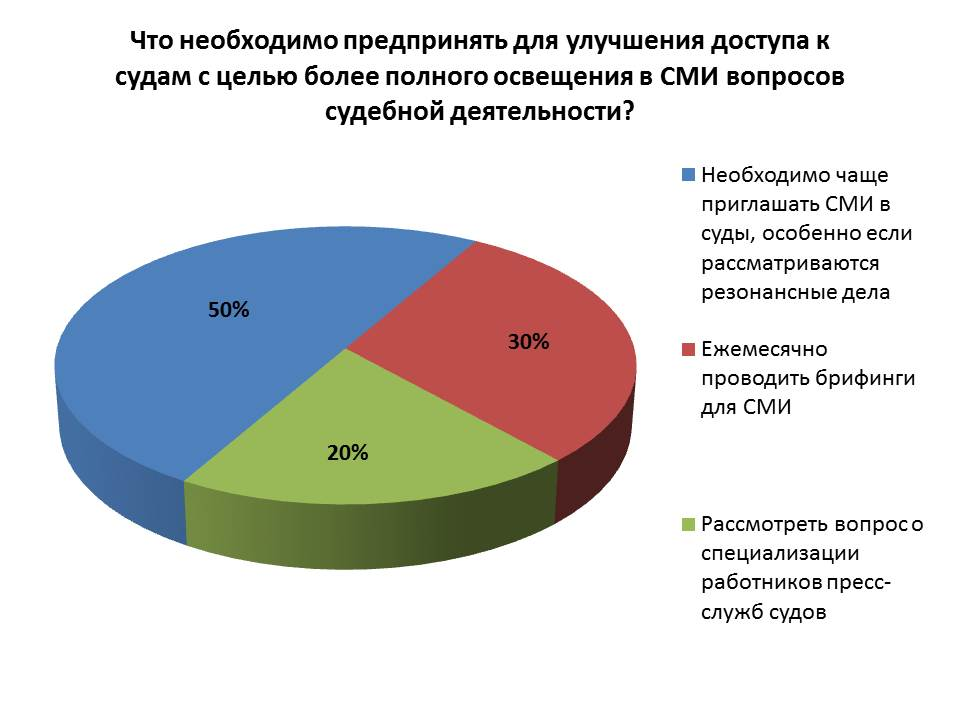 Что необходимо предпринять для улучшения доступа к
судам с целью более полного освещения в СМИ вопросов
судебной деятельности?
50%
30%
20%
Необходимо чаще
приглашать СМИ в
суды, особенно если
рассматриваются
резонансные дела
Ежемесячно
проводить брифинги
для СМИ
Рассмотреть вопрос о
специализации
работников пресс-
служб судов